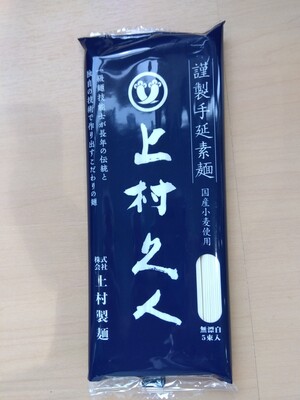 謹製手延素麺
国産小麦使用
上村久人
級製麺技能士が長年の伝統と
独自の技術で作り出すこだわりの麺
株式会社
上村製麺
無漂白
5束入